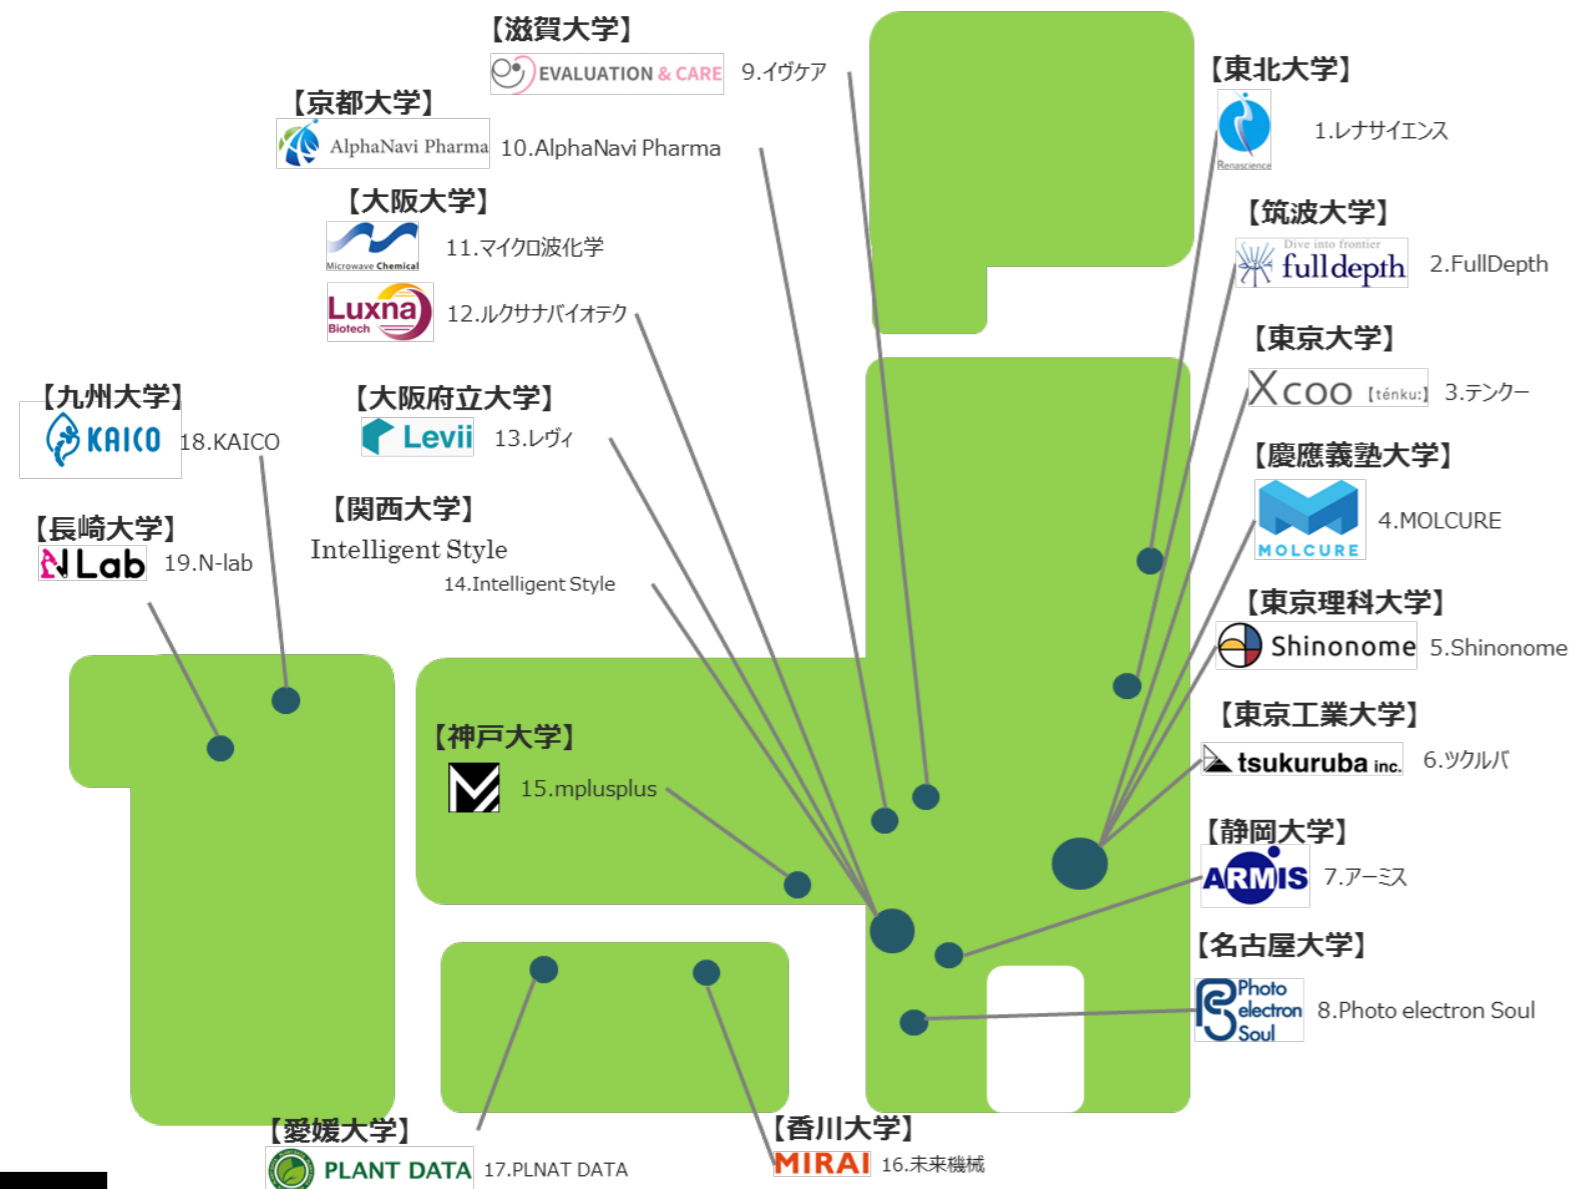 【滋賀大学】
EVALUATION & CARE
9.イヴケア
【京都大学】
AlphaNavi Pharma
10.AlphaNavi Pharma
【大阪大学】
Microwave Chemical
11.マイクロ波化学
Luxna
Biotech
12.ルクサナバイオテク
【大阪府立大学】
Levii
13.レヴィ
【関西大学】
Intelligent Style
14.Intelligent Style
【九州大学】
KAICO
18.KAICO
【長崎大学】
N Lab
19.N-lab
【神戸大学】
15.mplusplus
【東北大学】
Renascience
1.レナサイエンス
【筑波大学】
Dive into frontier
fulldepth
2.FullDepth
【東京大学】
Xcoo【ténku:】
3.テンクー
【慶應義塾大学】
MOLCURE
4.MOLCURE
【東京理科大学】
Shinonome
5.Shinonome
【東京工業大学】
tsukuruba inc.
6.ツクルバ
【静岡大学】
ARMIS
7.アーミス
【名古屋大学】
Photo
electron
Soul
8.Photo electron Soul
【愛媛大学】
PLANT DATA
17.PLNAT DATA
【香川大学】
MIRAI
16.未来機械